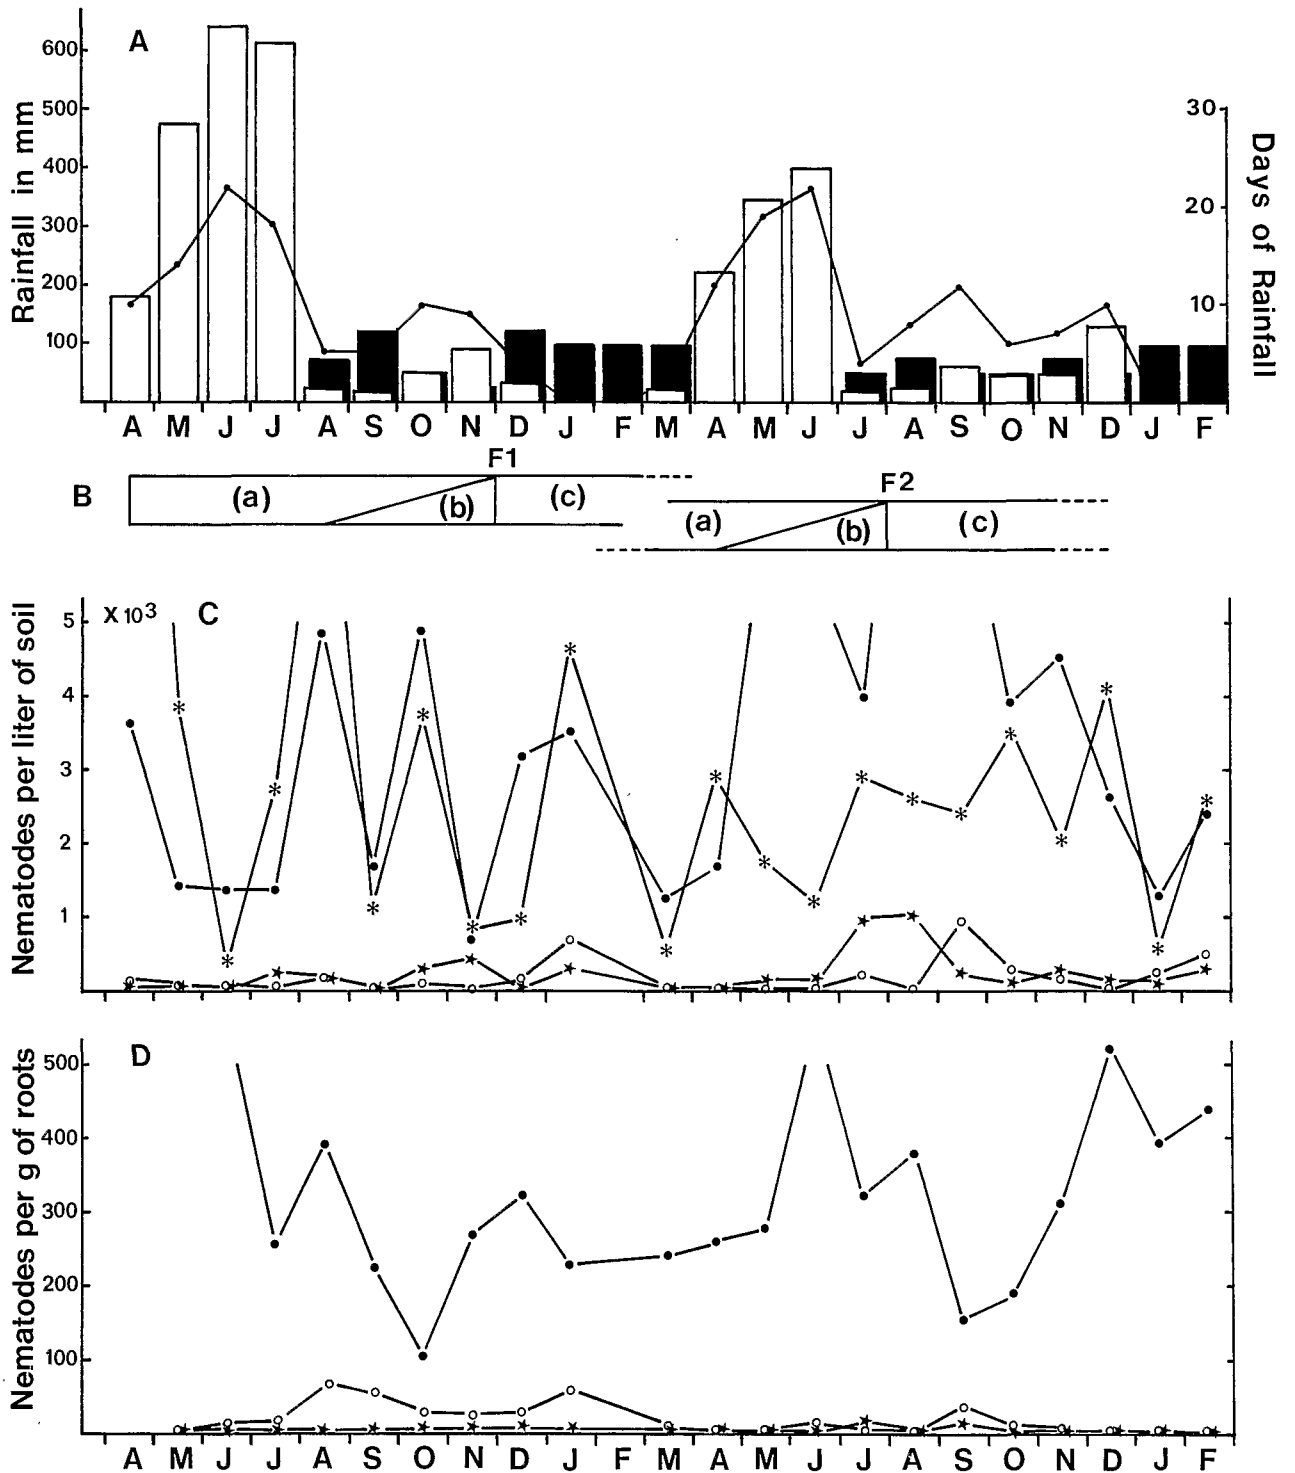 A
600
500
400
300
200
100
Rainfall in mm
30
20
10
Days of Rainfall
A M J J A S O N D J F M A M J J A S O N D J F
B
F1
(a) (b) (c)
F2
(a) (b) (c)
C
X 10³
5
4
3
2
1
Nematodes per liter of soil
D
500
400
300
200
100
Nematodes per g of roots
A M J J A S O N D J F M A M J J A S O N D J F